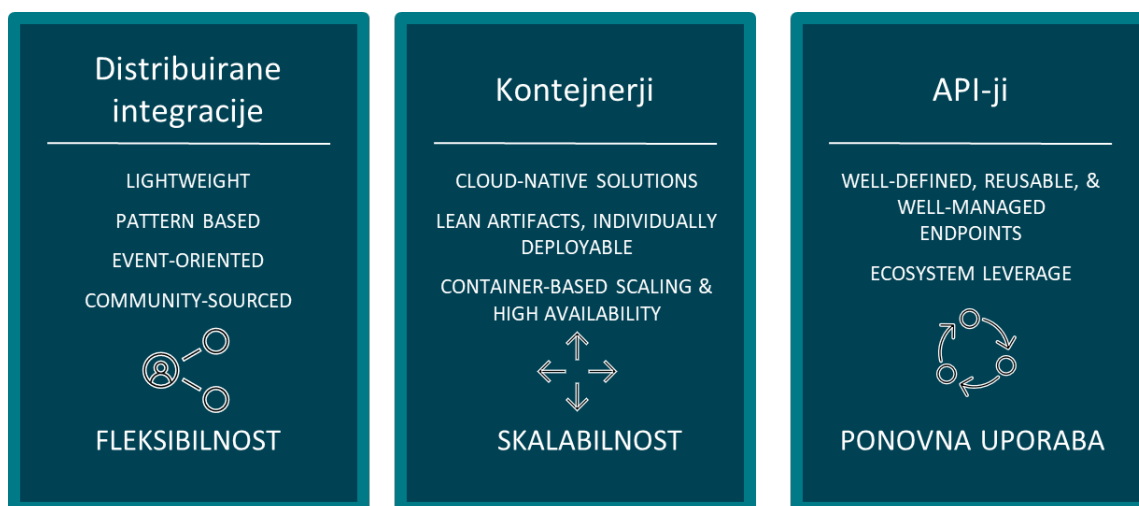 Distribuirane
integracije
LIGHTWEIGHT
PATTERN BASED
EVENT-ORIENTED
COMMUNITY-SOURCED
FLEKSIBILNOST
Kontejnerji
CLOUD-NATIVE SOLUTIONS
LEAN ARTIFACTS, INDIVIDUALLY
DEPLOYABLE
CONTAINER-BASED SCALING &
HIGH AVAILABILITY
SKALABILNOST
API-ji
WELL-DEFINED, REUSABLE, &
WELL-MANAGED
ENDPOINTS
ECOSYSTEM LEVERAGE
PONOVNA UPORABA